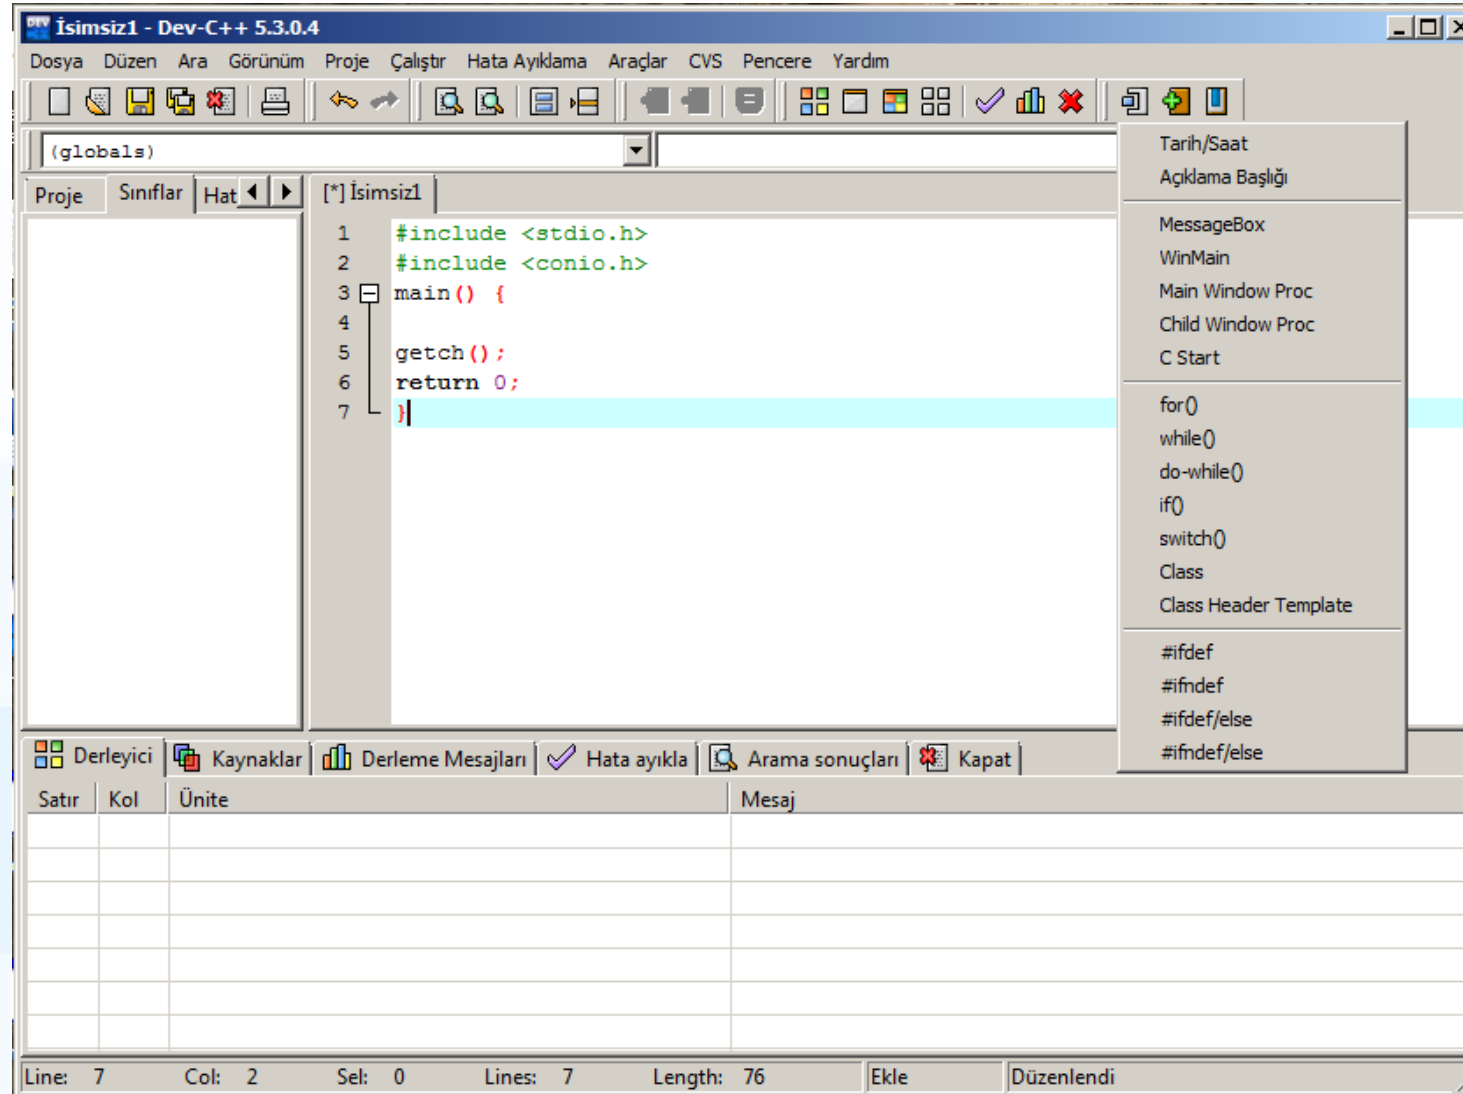 İsimsiz1 - Dev-C++ 5.3.0.4
Dosya Düzen Ara Görünüm Proje Çalıştır Hata Ayıklama Araçlar CVS Pencere Yardım
(globals)
Proje Sınıflar Hat
[*] İsimsiz1
1 #include <stdio.h>
2 #include <conio.h>
3 main() {
4
5 getch();
6 return 0;
7 }
Tarih/Saat
Açıklama Başlığı
MessageBox
WinMain
Main Window Proc
Child Window Proc
C Start
for()
while()
do-while()
if()
switch()
Class
Class Header Template
#ifdef
#ifndef
#ifdef/else
#ifndef/else
Derleyici Kaynaklar Derleme Mesajları Hata ayıkla Arama sonuçları Kapat
Satır Kol Ünite Mesaj
Line: 7 Col: 2 Sel: 0 Lines: 7 Length: 76 Ekle Düzenlendi